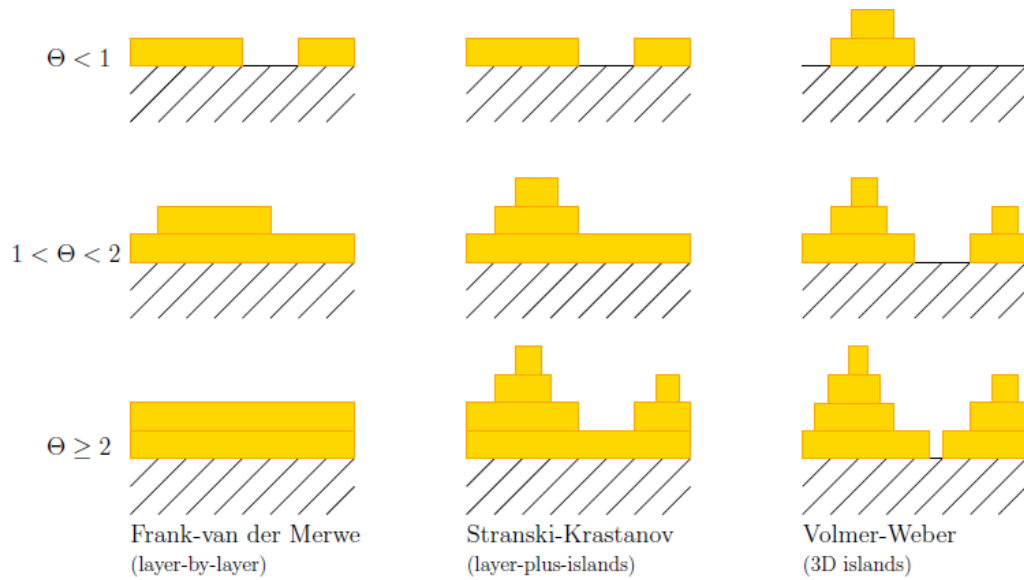 Θ < 1
1 < Θ < 2
Θ ≥ 2
Frank-van der Merwe
(layer-by-layer)
Stranski-Krastanov
(layer-plus-islands)
Volmer-Weber
(3D islands)